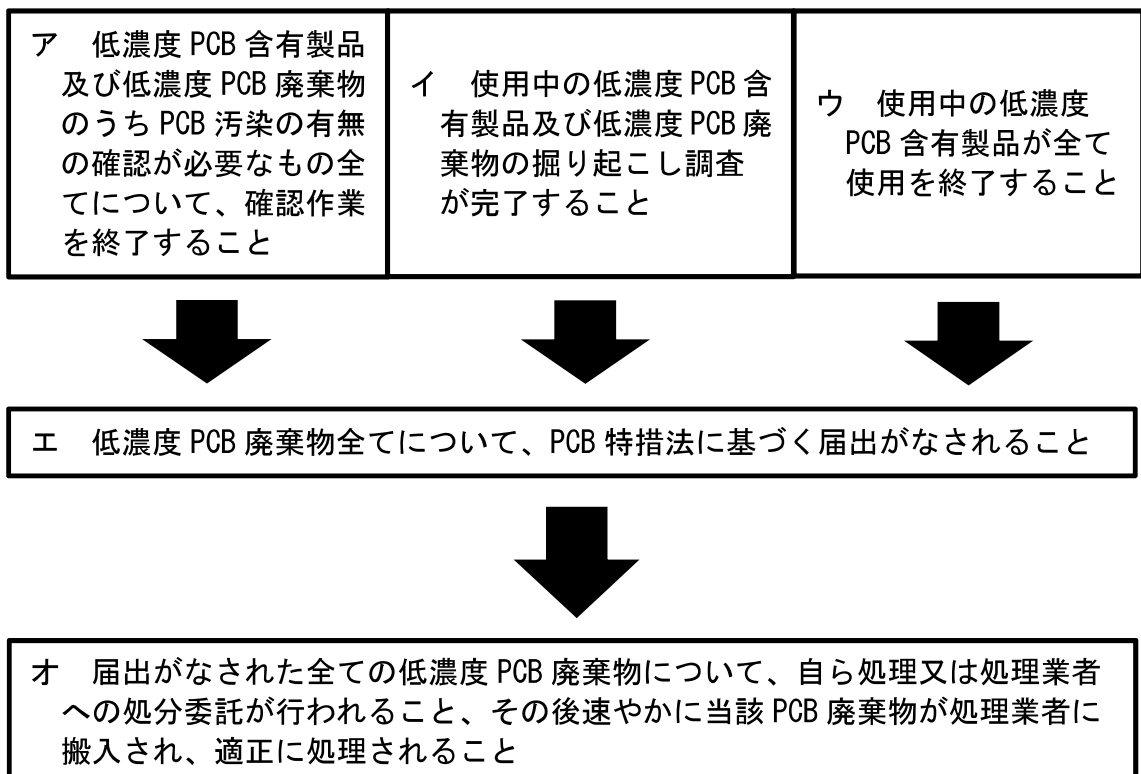 ア　低濃度 PCB 含有製品
及び低濃度 PCB 廃棄物
のうち PCB 汚染の有無
の確認が必要なもの全
てについて、確認作業
を終了すること
イ　使用中の低濃度 PCB 含
有製品及び低濃度 PCB 廃
棄物の掘り起こし調査
が完了すること
ウ　使用中の低濃度
PCB 含有製品が全て
使用を終了すること
エ　低濃度 PCB 廃棄物全てについて、PCB 特措法に基づく届出がなされること
オ　届出がなされた全ての低濃度 PCB 廃棄物について、自ら処理又は処理業者
への処分委託が行われること、その後速やかに当該 PCB 廃棄物が処理業者に
搬入され、適正に処理されること